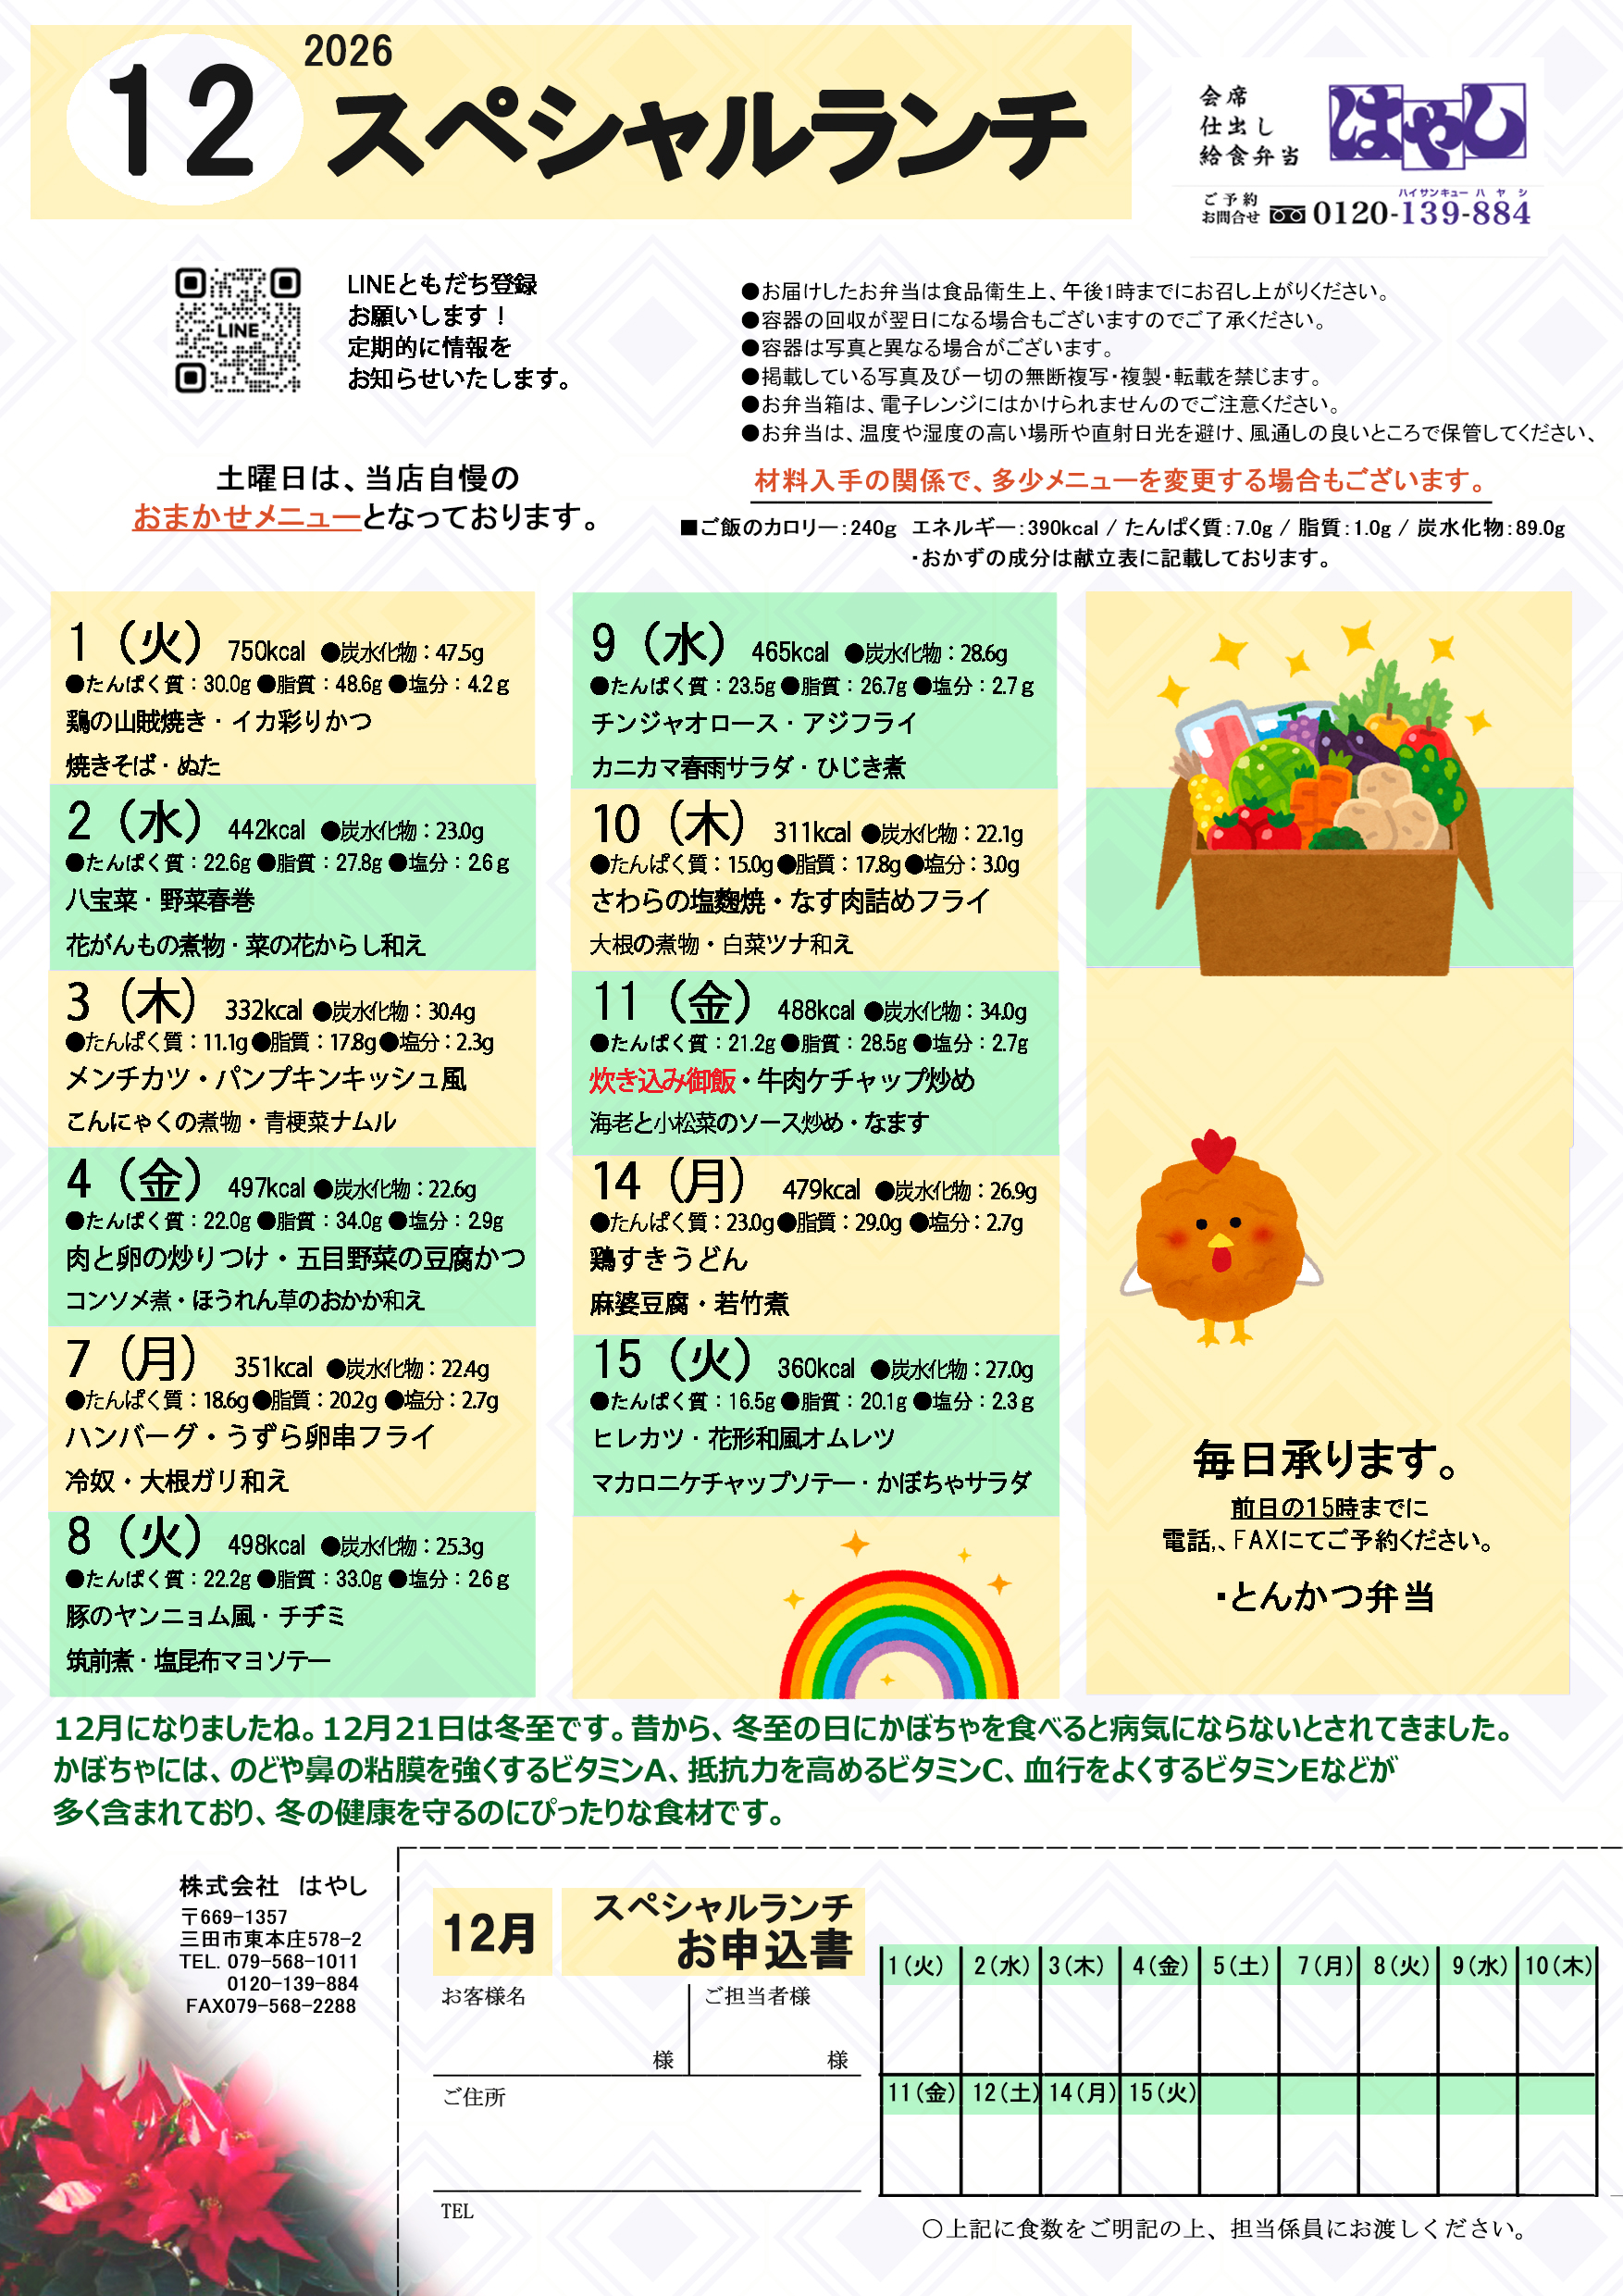 12
2026
スペシャルランチ
会席
仕出し
給食弁当
はやし
ハイサンキュー ハ ヤ シ
ご予約
お問合せ
0120-139-884
LINE
LINEともだち登録
お願いします！
定期的に情報を
お知らせいたします。
●お届けしたお弁当は食品衛生上、午後1時までにお召し上がりください。
●容器の回収が翌日になる場合もございますのでご了承ください。
●容器は写真と異なる場合がございます。
●掲載している写真及び一切の無断複写・複製・転載を禁じます。
●お弁当箱は、電子レンジにはかけられませんのでご注意ください。
●お弁当は、温度や湿度の高い場所や直射日光を避け、風通しの良いところで保管してください、
土曜日は、当店自慢の
おまかせメニューとなっております。
材料入手の関係で、多少メニューを変更する場合もございます。
■ご飯のカロリー：240g エネルギー：390kcal / たんぱく質：7.0g / 脂質：1.0g / 炭水化物：89.0g
・おかずの成分は献立表に記載しております。
1（火） 750kcal ●炭水化物：47.5g
●たんぱく質：30.0g ●脂質：48.6g ●塩分：4.2g
鶏の山賊焼き・イカ彩りかつ
焼きそば・ぬた
2（水） 442kcal ●炭水化物：23.0g
●たんぱく質：22.6g ●脂質：27.8g ●塩分：2.6g
八宝菜・野菜春巻
花がんもの煮物・菜の花からし和え
3（木） 332kcal ●炭水化物：30.4g
●たんぱく質：11.1g ●脂質：17.8g ●塩分：2.3g
メンチカツ・パンプキンキッシュ風
こんにゃくの煮物・青梗菜ナムル
4（金） 497kcal ●炭水化物：22.6g
●たんぱく質：22.0g ●脂質：34.0g ●塩分：2.9g
肉と卵の炒りつけ・五目野菜の豆腐かつ
コンソメ煮・ほうれん草のおかか和え
7（月） 351kcal ●炭水化物：22.4g
●たんぱく質：18.6g ●脂質：20.2g ●塩分：2.7g
ハンバーグ・うずら卵串フライ
冷奴・大根ガリ和え
8（火） 498kcal ●炭水化物：25.3g
●たんぱく質：22.2g ●脂質：33.0g ●塩分：2.6g
豚のヤンニョム風・チヂミ
筑前煮・塩昆布マヨソテー
9（水） 465kcal ●炭水化物：28.6g
●たんぱく質：23.5g ●脂質：26.7g ●塩分：2.7g
チンジャオロース・アジフライ
カニカマ春雨サラダ・ひじき煮
10（木） 311kcal ●炭水化物：22.1g
●たんぱく質：15.0g ●脂質：17.8g ●塩分：3.0g
さわらの塩麴焼・なす肉詰めフライ
大根の煮物・白菜ツナ和え
11（金） 488kcal ●炭水化物：34.0g
●たんぱく質：21.2g ●脂質：28.5g ●塩分：2.7g
炊き込み御飯・牛肉ケチャップ炒め
海老と小松菜のソース炒め・なます
14（月） 479kcal ●炭水化物：26.9g
●たんぱく質：23.0g ●脂質：29.0g ●塩分：2.7g
鶏すきうどん
麻婆豆腐・若竹煮
15（火） 360kcal ●炭水化物：27.0g
●たんぱく質：16.5g ●脂質：20.1g ●塩分：2.3g
ヒレカツ・花形和風オムレツ
マカロニケチャップソテー・かぼちゃサラダ
毎日承ります。
前日の15時までに
電話,、FAXにてご予約ください。
・とんかつ弁当
12月になりましたね。12月21日は冬至です。昔から、冬至の日にかぼちゃを食べると病気にならないとされてきました。
かぼちゃには、のどや鼻の粘膜を強くするビタミンA、抵抗力を高めるビタミンC、血行をよくするビタミンEなどが
多く含まれており、冬の健康を守るのにぴったりな食材です。
株式会社 はやし
〒669-1357
三田市東本庄578-2
TEL. 079-568-1011
0120-139-884
FAX079-568-2288
12月
スペシャルランチ
お申込書
お客様名
ご担当者様
様
様
ご住所
TEL
1（火） 2（水） 3（木） 4（金） 5（土） 7（月） 8（火） 9（水） 10（木）
11（金） 12（土） 14（月） 15（火）
○上記に食数をご明記の上、担当係員にお渡しください。